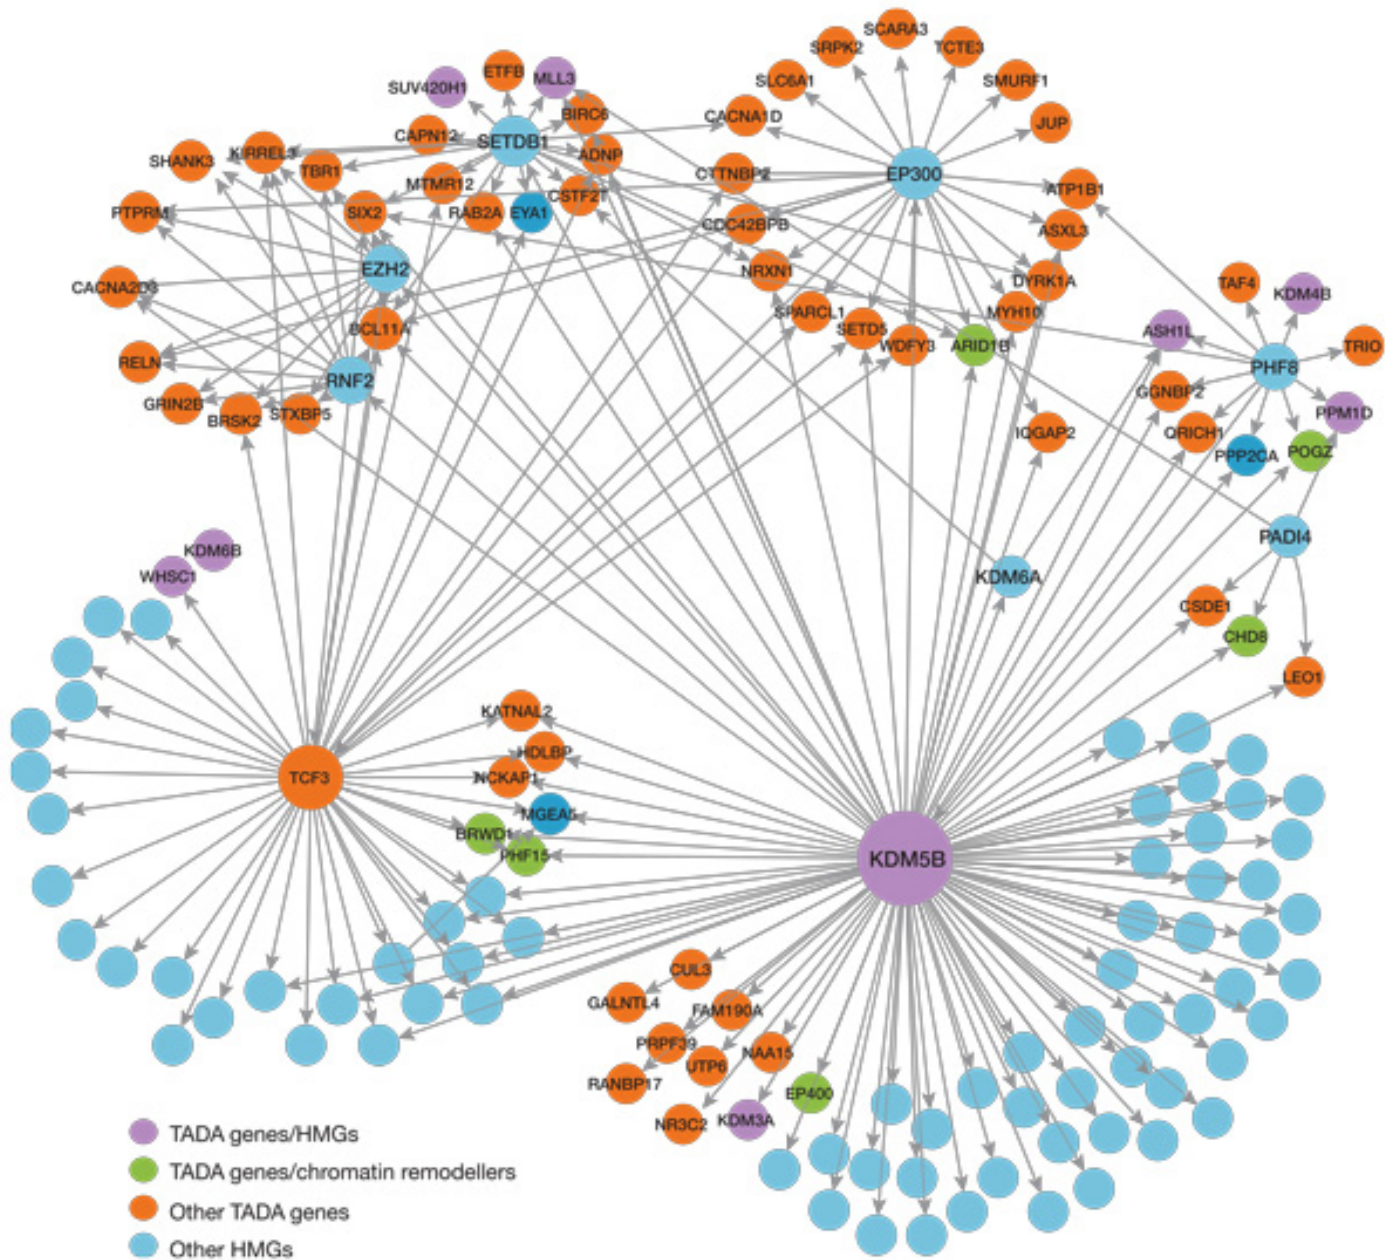 SCARA3
SRPK2
TCTE3
ETFB
MLL3
SUV420H1
SLC6A1
SMURF1
BIRC6
CACNA1D
JUP
CAPN12
SETDB1
SHANK3
KIRREL3
ADNP
TBR1
CTTNBP2
EP300
MTMR12
ATP1B1
CSTF2T
PTPRM
SIX2
RAB2A
EYA1
CDC42BPB
ASXL3
EZH2
NRXN1
DYRK1A
CACNA2D3
TAF4
KDM4B
SPARCL1
MYH10
BCL11A
SETD5
WDFY3
ARID1B
ASH1L
TRIO
RELN
RNF2
PHF8
GRIN2B
GGNBP2
BRSK2
STXBP5
PPM1D
IQGAP2
QRICH1
PPP2CA
POGZ
PADI4
KDM6B
WHSC1
KDM6A
CSDE1
CHD8
LEO1
KATNAL2
HDLBP
TCF3
NCKAP1
MGEA5
BRWD1
PHF15
KDM5B
CUL3
GALNTL4
FAM190A
PRPF39
NAA15
UTP6
RANBP17
EP400
NR3C2
KDM3A
TADA genes/HMGs
TADA genes/chromatin remodellers
Other TADA genes
Other HMGs